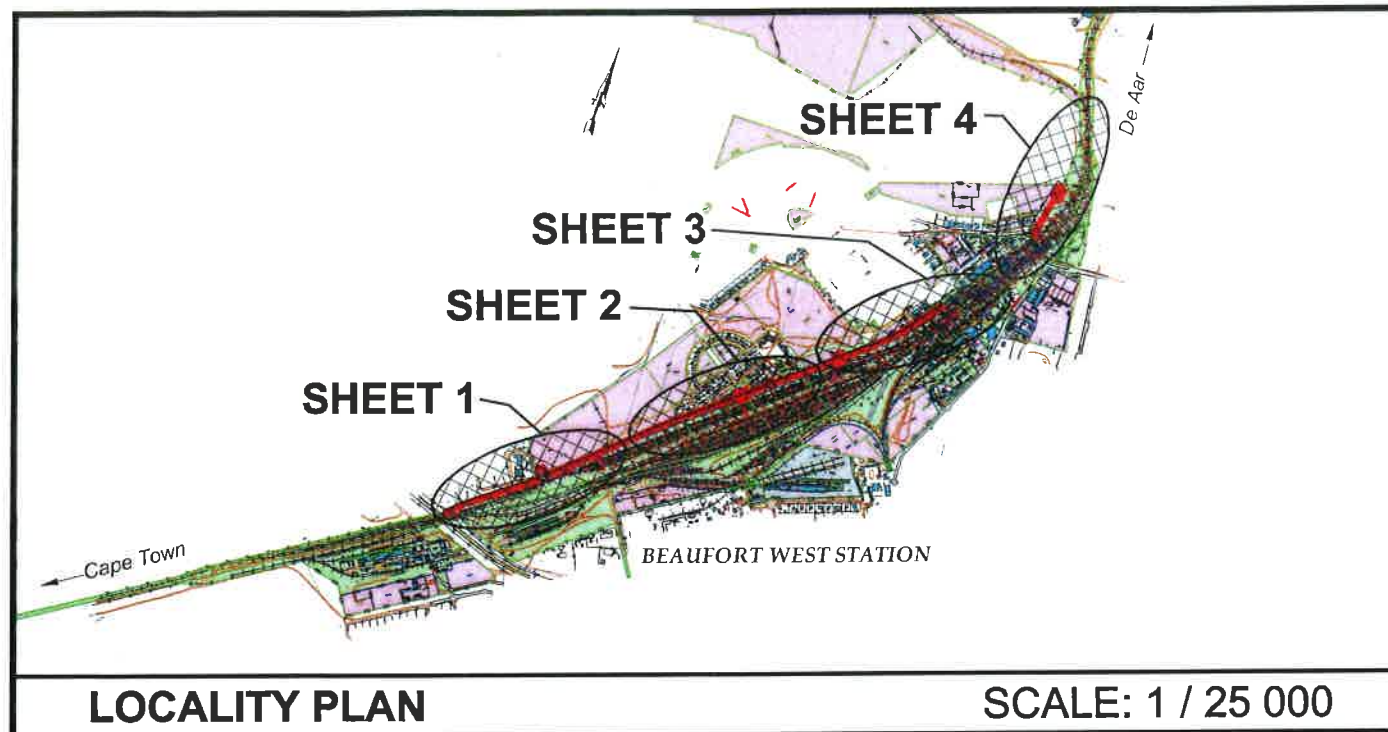 De Aar
SHEET 4
SHEET 3
SHEET 2
SHEET 1
Cape Town
BEAUFORT WEST STATION
LOCALITY PLAN
SCALE: 1 / 25 000